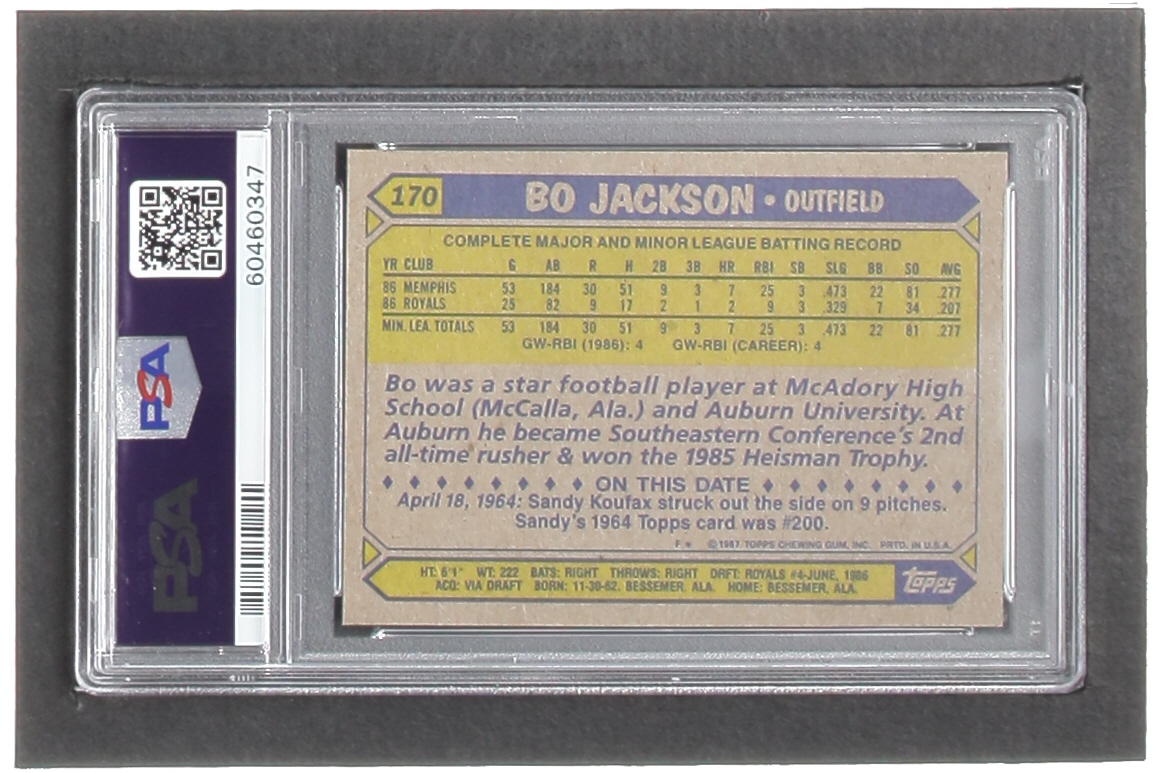 60460347
PSA
PSA
170 BO JACKSON • OUTFIELD
COMPLETE MAJOR AND MINOR LEAGUE BATTING RECORD
YR CLUB G AB R H 2B 3B HR RBI SB SLG BB SO AVG
86 MEMPHIS 53 184 30 51 9 3 7 25 3 .473 22 81 .277
86 ROYALS 25 82 9 17 2 1 2 9 3 .329 7 34 .207
MIN. LEA. TOTALS 53 184 30 51 9 3 7 25 3 .473 22 81 .277
GW-RBI (1986): 4 GW-RBI (CAREER): 4
Bo was a star football player at McAdory High
School (McCalla, Ala.) and Auburn University. At
Auburn he became Southeastern Conference's 2nd
all-time rusher & won the 1985 Heisman Trophy.
♦ ♦ ♦ ♦ ♦ ♦ ♦ ♦ ON THIS DATE ♦ ♦ ♦ ♦ ♦ ♦ ♦ ♦
April 18, 1964: Sandy Koufax struck out the side on 9 pitches.
Sandy's 1964 Topps card was #200.
F * © 1987 TOPPS CHEWING GUM, INC. PRTD. IN U.S.A.
HT: 6'1" WT: 222 BATS: RIGHT THROWS: RIGHT DRFT: ROYALS #4-JUNE, 1986
ACQ: VIA DRAFT BORN: 11-30-62, BESSEMER, ALA. HOME: BESSEMER, ALA.
Topps